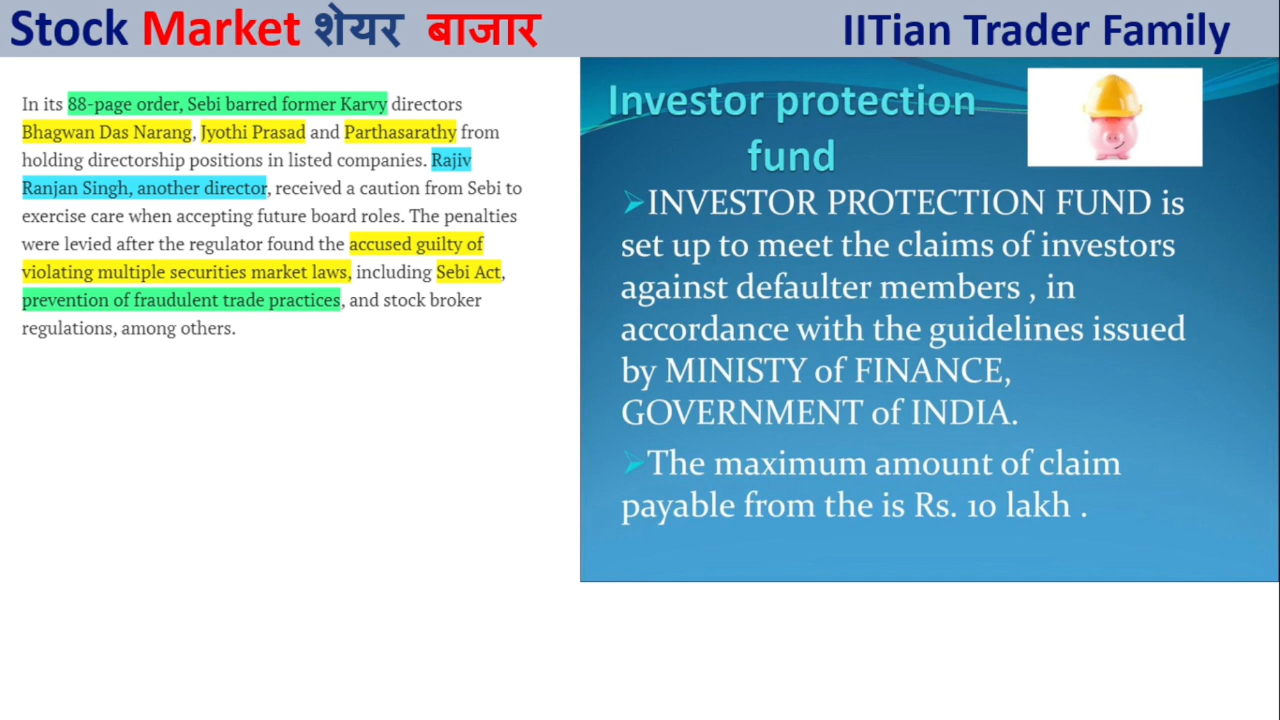 Stock Market शेयर बाजार
IITian Trader Family
In its 88-page order, Sebi barred former Karvy directors
Bhagwan Das Narang, Jyothi Prasad and Parthasarathy from
holding directorship positions in listed companies. Rajiv
Ranjan Singh, another director, received a caution from Sebi to
exercise care when accepting future board roles. The penalties
were levied after the regulator found the accused guilty of
violating multiple securities market laws, including Sebi Act,
prevention of fraudulent trade practices, and stock broker
regulations, among others.
Investor protection
fund
➢INVESTOR PROTECTION FUND is
set up to meet the claims of investors
against defaulter members , in
accordance with the guidelines issued
by MINISTY of FINANCE,
GOVERNMENT of INDIA.
➢The maximum amount of claim
payable from the is Rs. 10 lakh .